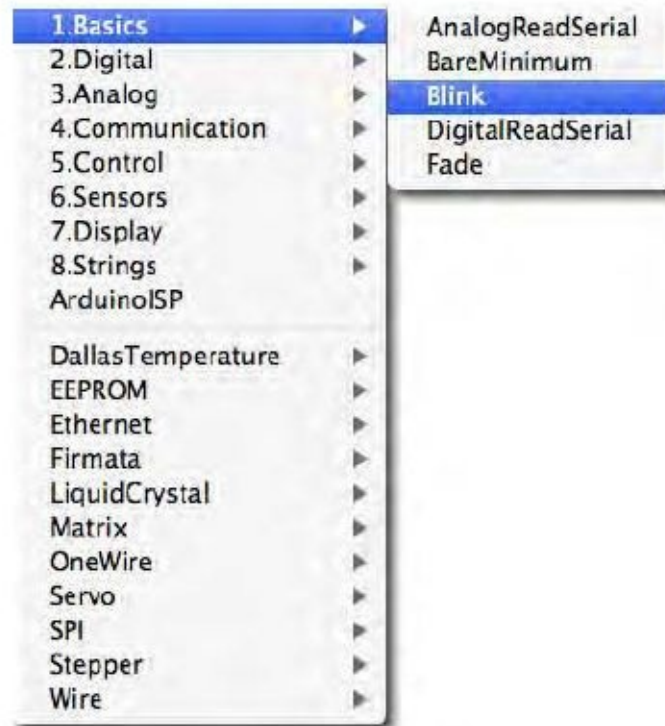 1.Basics
2.Digital
3.Analog
4.Communication
5.Control
6.Sensors
7.Display
8.Strings
ArduinoISP
DallasTemperature
EEPROM
Ethernet
Firmata
LiquidCrystal
Matrix
OneWire
Servo
SPI
Stepper
Wire
AnalogReadSerial
BareMinimum
Blink
DigitalReadSerial
Fade